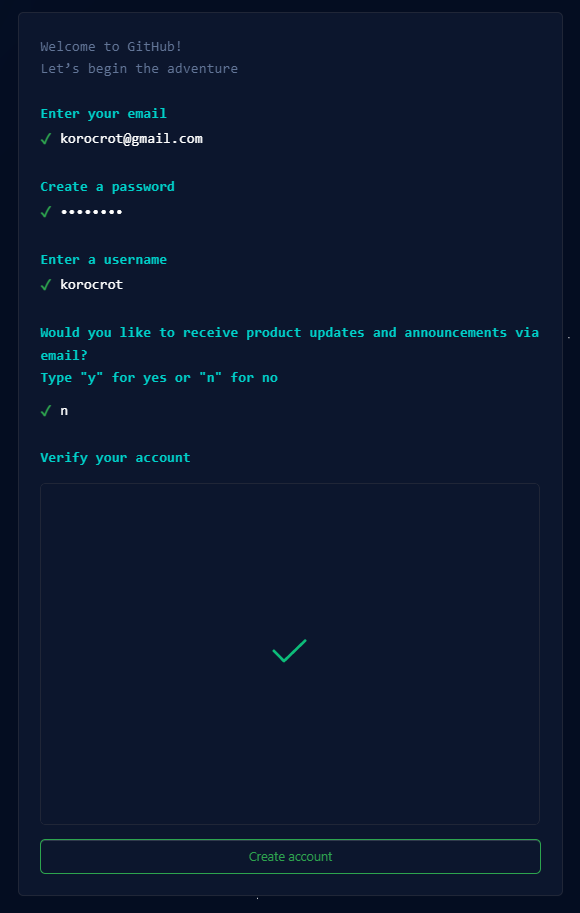 Welcome to GitHub!
Let’s begin the adventure
Enter your email
✓ korocrot@gmail.com
Create a password
✓ ••••••••
Enter a username
✓ korocrot
Would you like to receive product updates and announcements via
email?
Type "y" for yes or "n" for no
✓ n
Verify your account
Create account